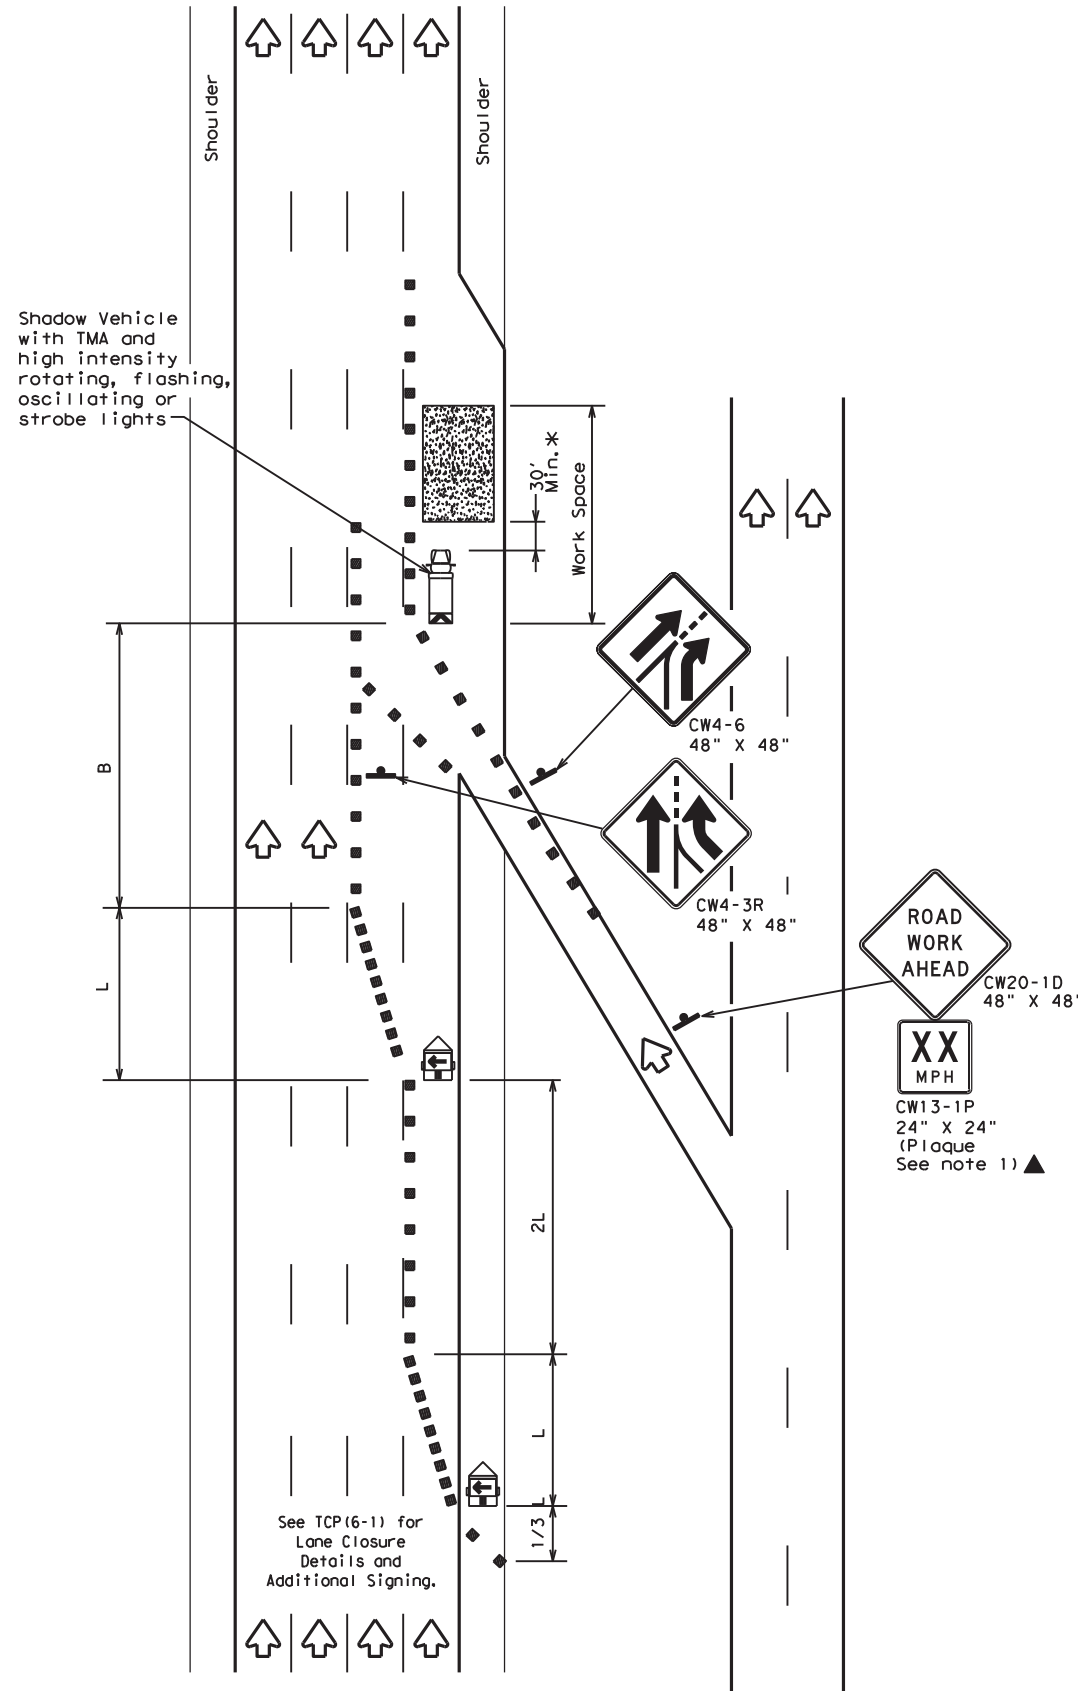 Shoulder
Shoulder
Shadow Vehicle
with TMA and
high intensity
rotating, flashing,
oscillating or
strobe lights
30'
Min.*
Work Space
CW4-6
48" X 48"
B
CW4-3R
48" X 48"
ROAD
WORK
AHEAD
CW20-1D
48" X 48"
L
XX
MPH
CW13-1P
24" X 24"
(Plaque
See note 1)▲
2L
L
1/3 L
See TCP(6-1) for
Lane Closure
Details and
Additional Signing.